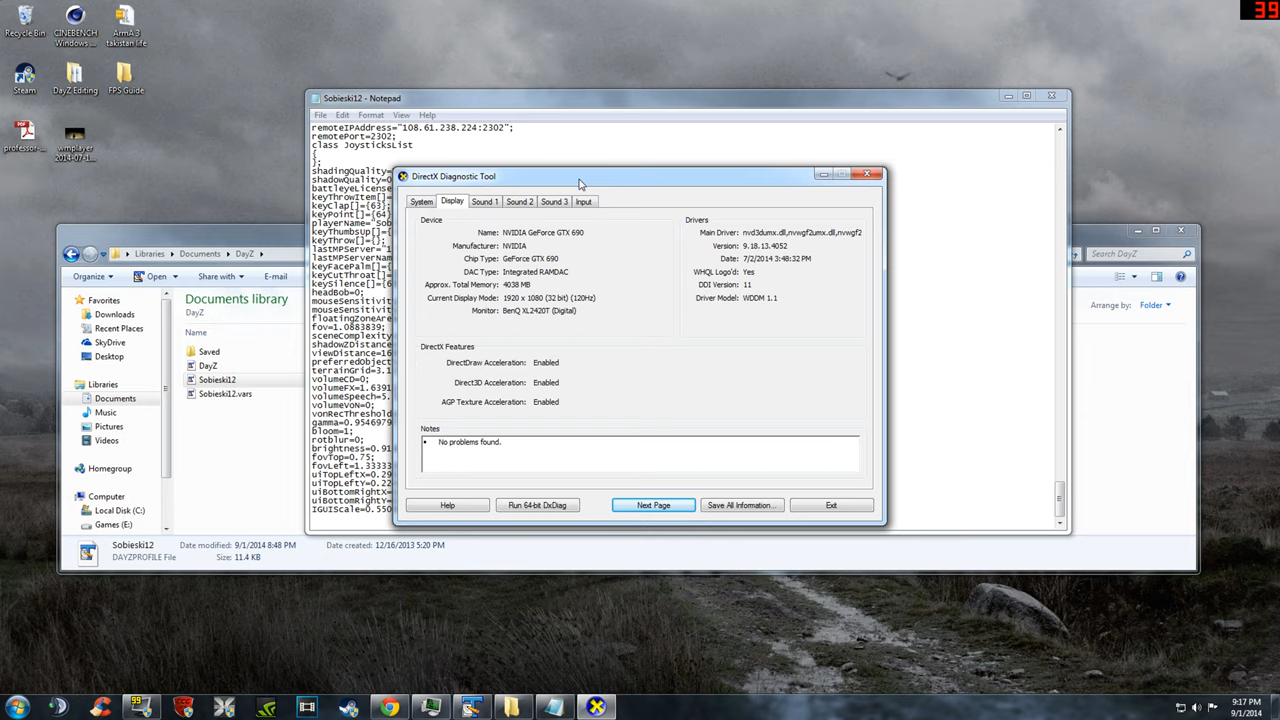 39
Recycle Bin
CINEBENCH
Windows ...
ArmA 3
takistan life
Steam
DayZ Editing
FPS Guide
professor-...
wmplayer
2014-07-1...
Sobieski12 - Notepad
File Edit Format View Help
remoteIPAddress="108.61.238.224:2302";
remotePort=2302;
class JoysticksList
{
};
shadingQuality=
shadowQuality=
battleyeLicense
keyThrowItem[]=
keyClap[]={63};
keyPoint[]={64}
playerName="Sob
keyThumbsUp[]=
keyThrow[]={};
lastMPServer="1
lastMPServerName
keyFacePalm[]={
keyCutThroat[]=
keySilence[]={6
headBob=0;
mouseSensitivit
mouseSensitivit
floatingZoneAre
fov=1.0883839;
sceneComplexity
shadowZDistance
viewDistance=16
preferredObject
terrainGrid=3.1
volumeCD=0;
volumeFX=1.6391
volumeSpeech=5.
volumeVoN=0;
vonRecThreshold
gamma=0.9546979
bloom=1;
rotblur=0;
brightness=0.91
fovTop=0.75;
fovLeft=1.33333
uiTopLeftX=0.29
uiTopLeftY=0.22
uiBottomRightX=
uiBottomRightY=
IGUIScale=0.550
DirectX Diagnostic Tool
System Display Sound 1 Sound 2 Sound 3 Input
Device
Name: NVIDIA GeForce GTX 690
Manufacturer: NVIDIA
Chip Type: GeForce GTX 690
DAC Type: Integrated RAMDAC
Approx. Total Memory: 4038 MB
Current Display Mode: 1920 x 1080 (32 bit) (120Hz)
Monitor: BenQ XL2420T (Digital)
Drivers
Main Driver: nvd3dumx.dll,nvwgf2umx.dll,nvwgf2
Version: 9.18.13.4052
Date: 7/2/2014 3:48:32 PM
WHQL Logo'd: Yes
DDI Version: 11
Driver Model: WDDM 1.1
DirectX Features
DirectDraw Acceleration: Enabled
Direct3D Acceleration: Enabled
AGP Texture Acceleration: Enabled
Notes
• No problems found.
Help Run 64-bit DxDiag Next Page Save All Information... Exit
Libraries Documents DayZ
Search DayZ
Organize Open Share with E-mail
Favorites
Downloads
Recent Places
SkyDrive
Desktop
Libraries
Documents
Music
Pictures
Videos
Homegroup
Computer
Local Disk (C:)
Games (E:)
Documents library
DayZ
Arrange by: Folder
Name
Saved
DayZ
Sobieski12
Sobieski12.vars
Sobieski12 Date modified: 9/1/2014 8:48 PM Date created: 12/16/2013 5:20 PM
DAYZPROFILE File Size: 11.4 KB
99
9:17 PM
9/1/2014